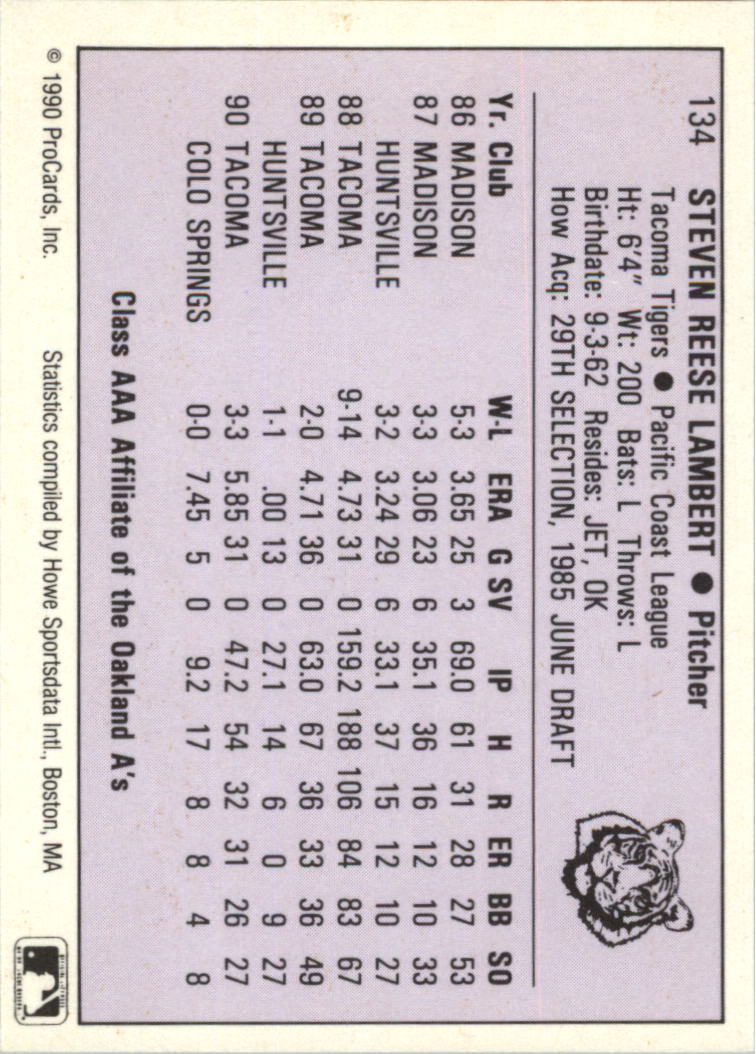 134 STEVEN REESE LAMBERT ● Pitcher
Tacoma Tigers ● Pacific Coast League
Ht: 6'4" Wt: 200 Bats: L Throws: L
Birthdate: 9-3-62 Resides: JET, OK
How Acq: 29TH SELECTION, 1985 JUNE DRAFT
Yr. Club W-L ERA G SV IP H R ER BB SO
86 MADISON 5-3 3.65 25 3 69.0 61 31 28 27 53
87 MADISON 3-3 3.06 23 6 35.1 36 16 12 10 33
HUNTSVILLE 3-2 3.24 29 6 33.1 37 15 12 10 27
88 TACOMA 9-14 4.73 31 0 159.2 188 106 84 83 67
89 TACOMA 2-0 4.71 36 0 63.0 67 36 33 36 49
HUNTSVILLE 1-1 .00 13 0 27.1 14 6 0 9 27
90 TACOMA 3-3 5.85 31 0 47.2 54 32 31 26 27
COLO SPRINGS 0-0 7.45 5 0 9.2 17 8 8 4 8
Class AAA Affiliate of the Oakland A's
© 1990 ProCards, Inc. Statistics compiled by Howe Sportsdata Intl., Boston, MA